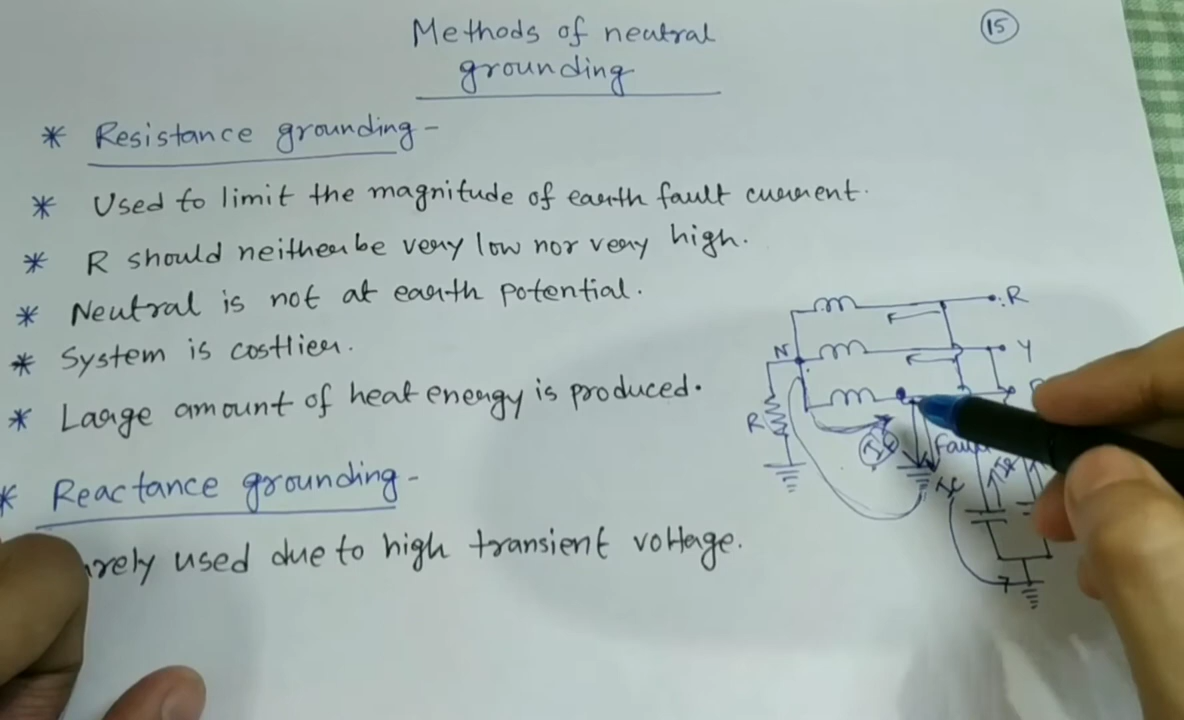 Methods of neutral
grounding
15
* Resistance grounding -
* Used to limit the magnitude of earth fault current.
* R should neither be very low nor very high.
* Neutral is not at earth potential.
* System is costlier.
* Large amount of heat energy is produced.
* Reactance grounding -
used due to high transient voltage.
R
N
Y
R